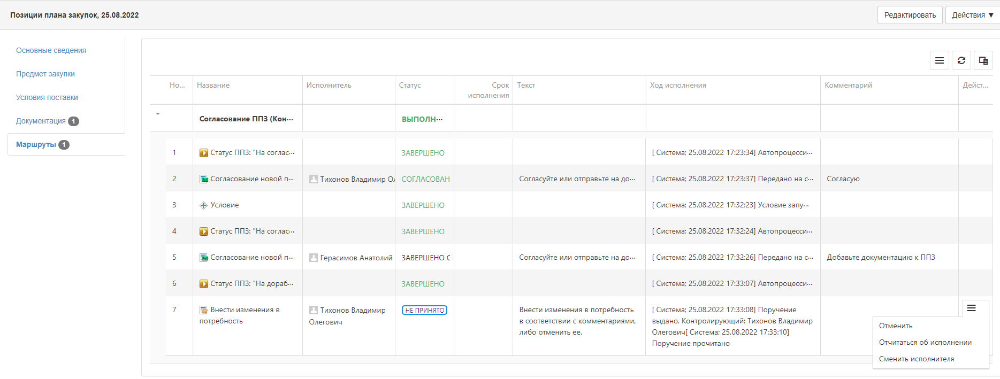 Позиции плана закупок, 25.08.2022
Редактировать
Действия ▼
Основные сведения
Предмет закупки
Условия поставки
Документация 1
Маршруты 1
Но...
Название
Исполнитель
Статус
Срок
исполнения
Текст
Ход исполнения
Комментарий
Дейст...
Согласование ППЗ (Кон...
ВЫПОЛН...
1
Статус ППЗ: "На соглас...
ЗАВЕРШЕНО
[ Система; 25.08.2022 17:23:34] Автопроцесси...
2
Согласование новой п...
Тихонов Владимир Ол
СОГЛАСОВАН
Согласуйте или отправьте на до...
[ Система; 25.08.2022 17:23:37] Передано на с...
Согласую
3
Условие
ЗАВЕРШЕНО
[ Система; 25.08.2022 17:32:23] Условие запу...
4
Статус ППЗ: "На соглас...
ЗАВЕРШЕНО
[ Система; 25.08.2022 17:32:24] Автопроцесси...
5
Согласование новой п...
Герасимов Анатолий
ЗАВЕРШЕНО С
Согласуйте или отправьте на до...
[ Система; 25.08.2022 17:32:26] Передано на с...
Добавьте документацию к ППЗ
6
Статус ППЗ: "На дораб...
ЗАВЕРШЕНО
[ Система; 25.08.2022 17:33:07] Автопроцесси...
7
Внести изменения в
потребность
Тихонов Владимир
Олегович
НЕ ПРИНЯТО
Внести изменения в потребность
в соответствии с комментариями,
либо отменить ее.
[ Система; 25.08.2022 17:33:08] Поручение
выдано. Контролирующий: Тихонов Владимир
Олегович[ Система; 25.08.2022 17:33:10]
Поручение прочитано
Отменить
Отчитаться об исполнении
Сменить исполнителя